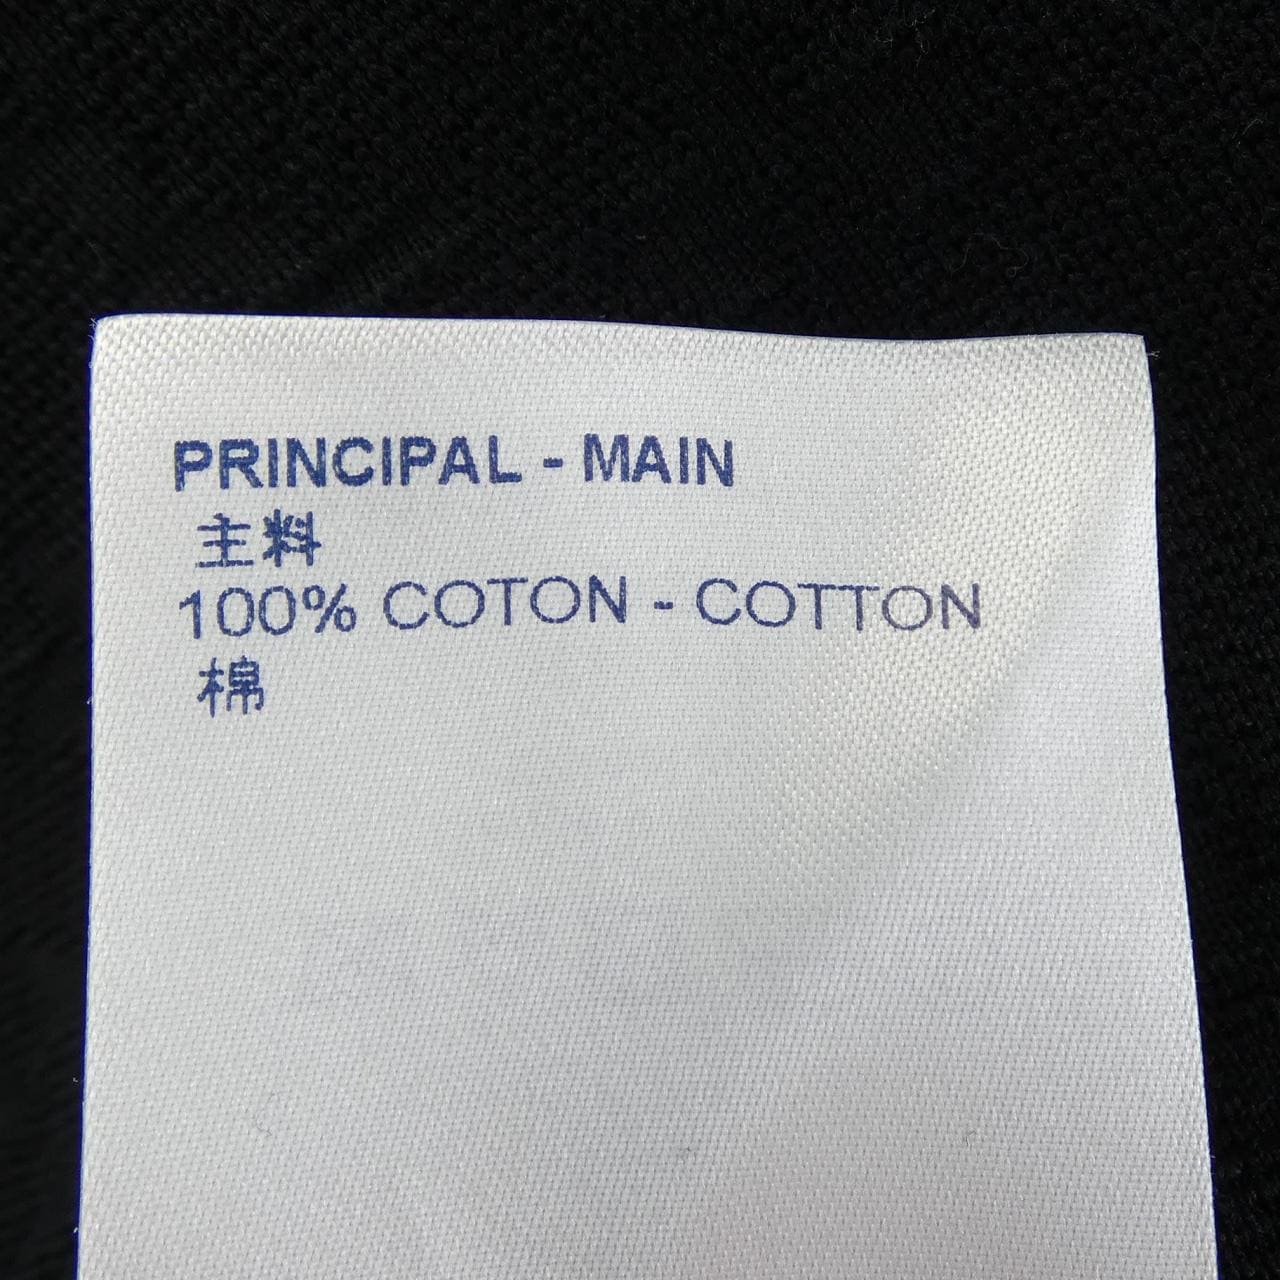 PRINCIPAL - MAIN
主料
100% COTON - COTTON
棉